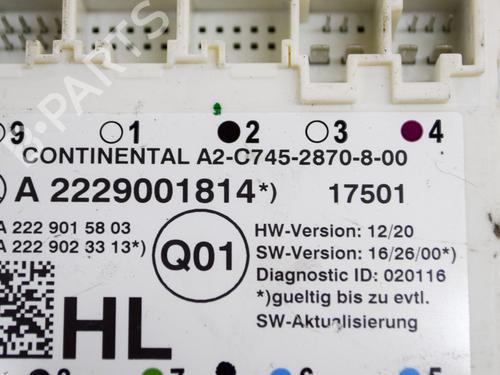 9 1 2 3 4
CONTINENTAL A2-C745-2870-8-00
A 2229001814*) 17501
A 222 901 58 03
A 222 902 33 13*)
Q01
HW-Version: 12/20
SW-Version: 16/26/00*)
Diagnostic ID: 020116
*)gueltig bis zu evtl.
SW-Aktualisierung
HL
B-PARTS